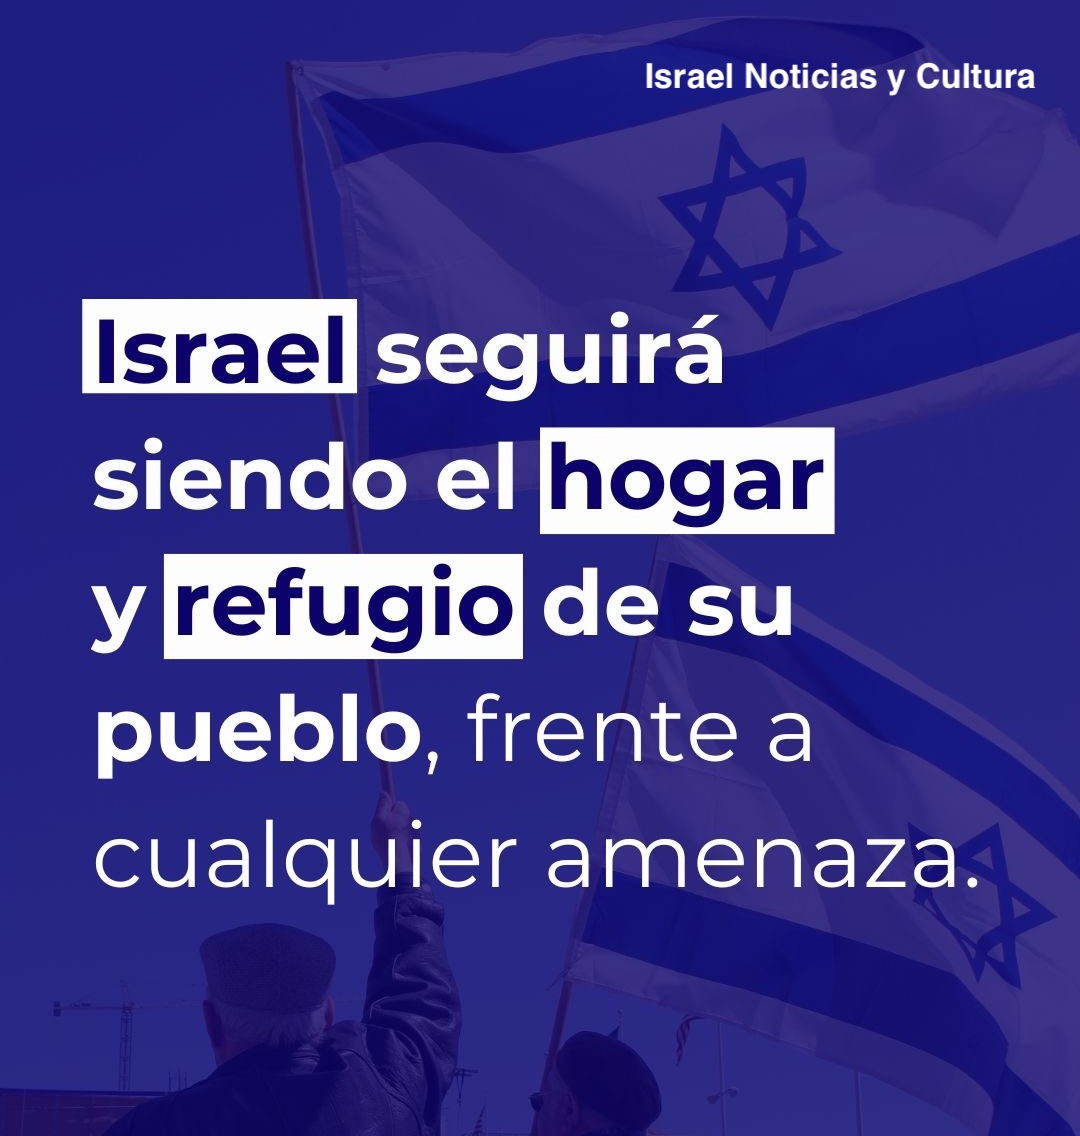 Israel Noticias y Cultura
Israel seguirá
siendo el hogar
y refugio de su
pueblo, frente a
cualquier amenaza.